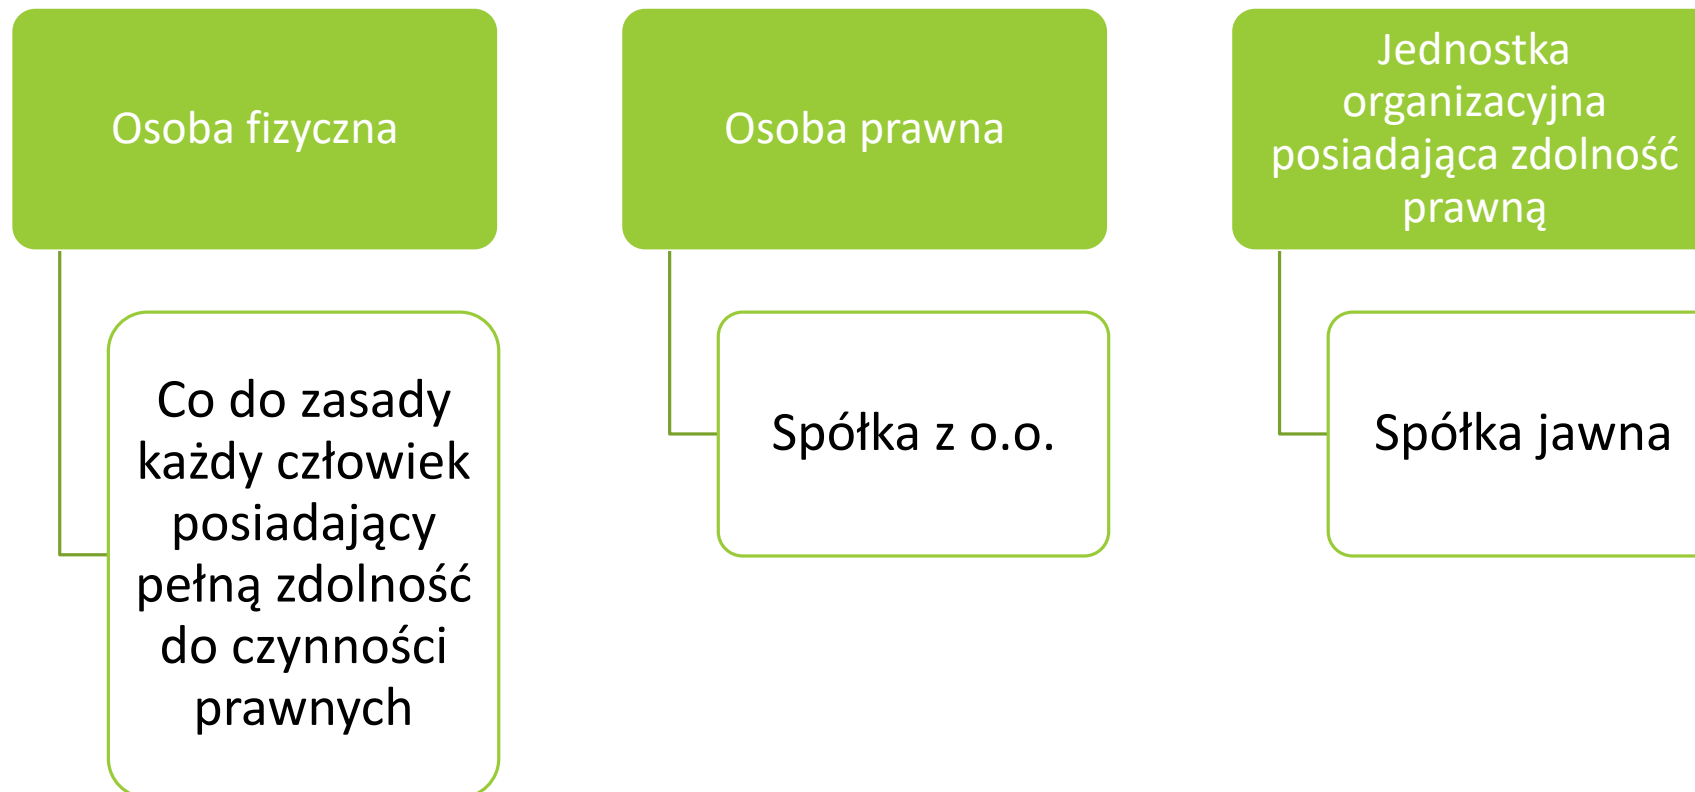 Osoba fizyczna
Co do zasady
każdy człowiek
posiadający
pełną zdolność
do czynności
prawnych
Osoba prawna
Spółka z o.o.
Jednostka
organizacyjna
posiadająca zdolność
prawną
Spółka jawna